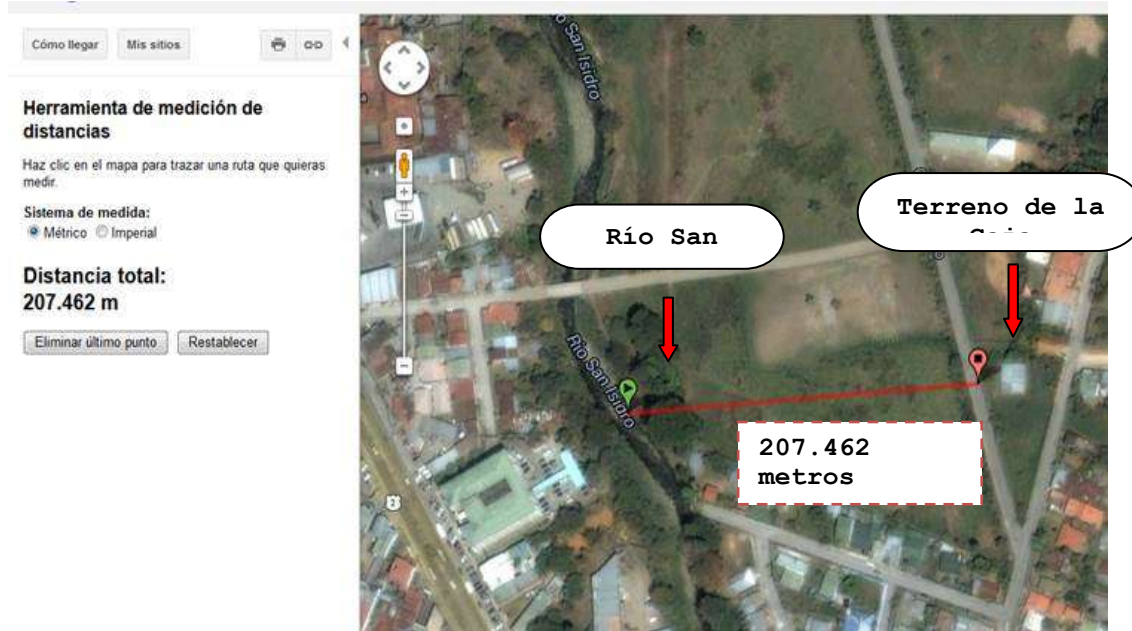 Cómo llegar
Mis sitios
Herramienta de medición de
distancias
Haz clic en el mapa para trazar una ruta que quieras
medir.
Sistema de medida:
Métrico
Imperial
Distancia total:
207.462 m
Eliminar último punto
Restablecer
San Isidro
Río San
Terreno de la
Río San Isidro
207.462
metros
2